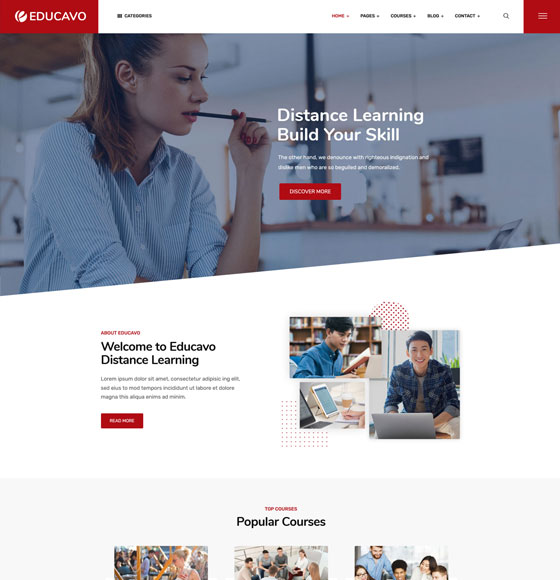 EDUCAVO
CATEGORIES
HOME +
PAGES +
COURSES +
BLOG +
CONTACT +
Distance Learning
Build Your Skill
The other hand, we denounce with righteous indignation and
dislike men who are so beguiled and demoralized.
DISCOVER MORE
ABOUT EDUCAVO
Welcome to Educavo
Distance Learning
Lorem ipsum dolor sit amet, consectetur adipisic ing elit,
sed eius to mod tempors incididunt ut labore et dolore
magna this aliqua enims ad minim.
READ MORE
TOP COURSES
Popular Courses